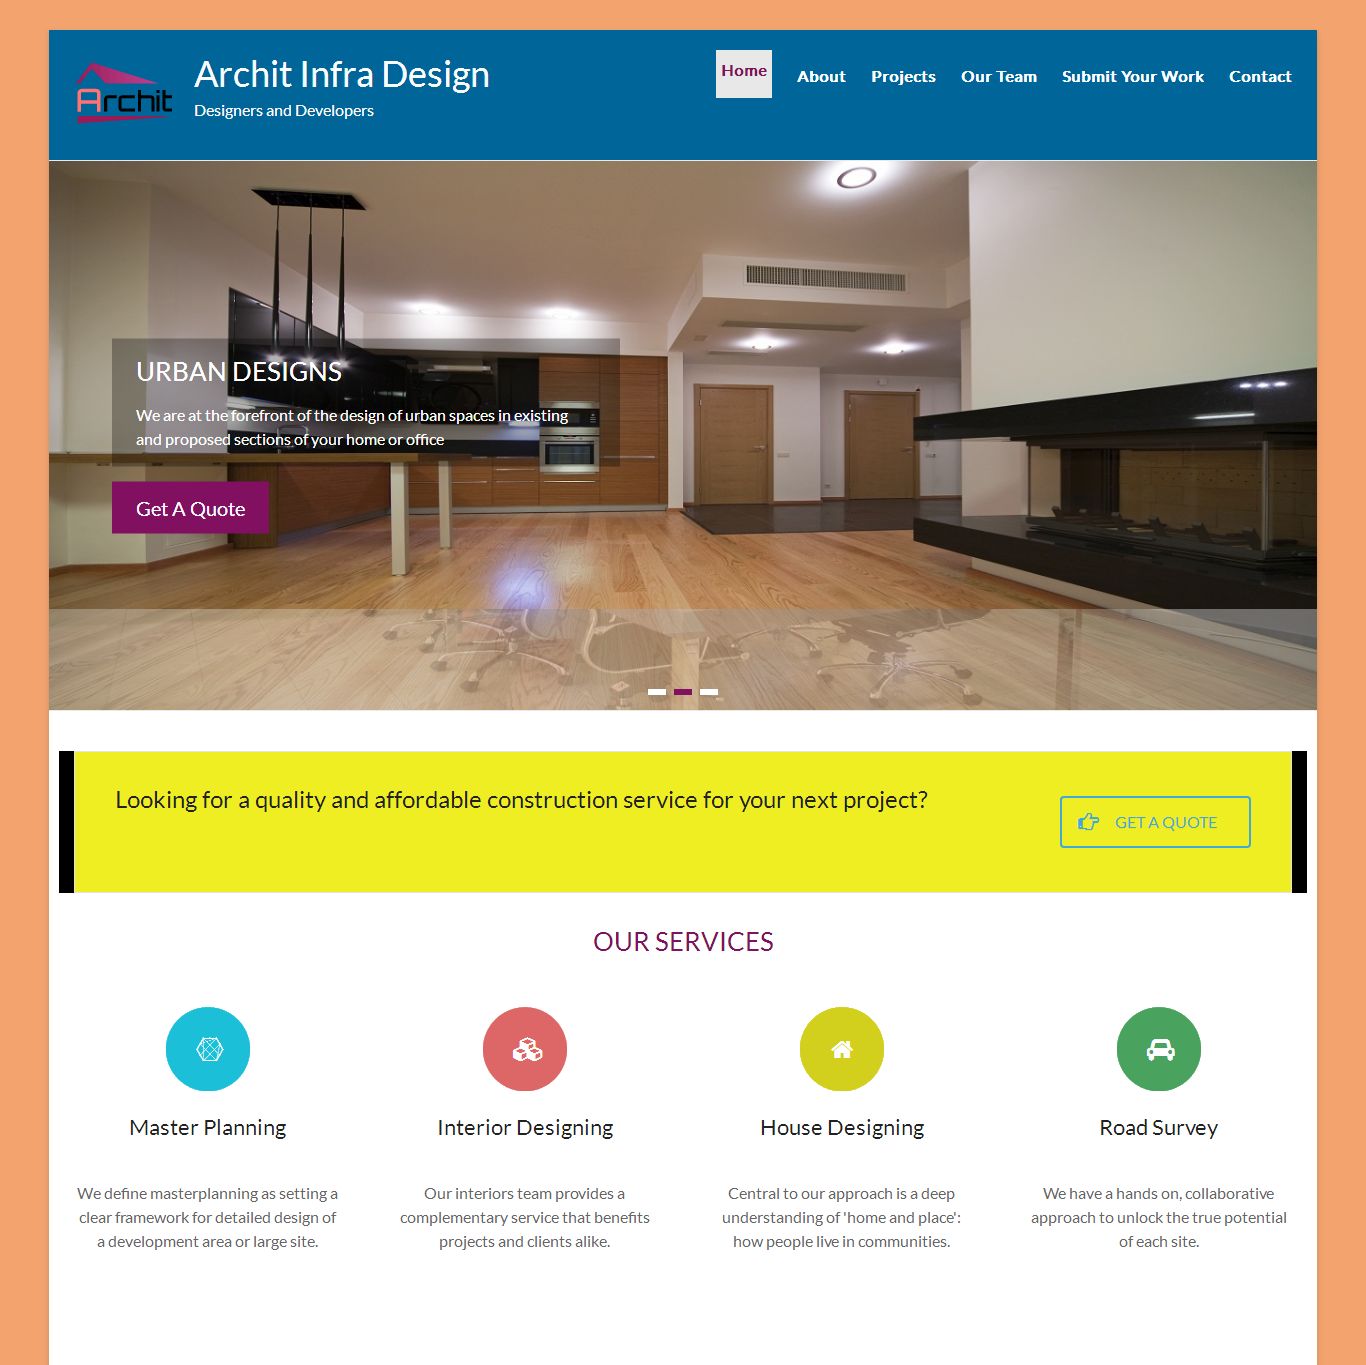 Archit
Archit Infra Design
Designers and Developers
Home
About
Projects
Our Team
Submit Your Work
Contact
URBAN DESIGNS
We are at the forefront of the design of urban spaces in existing
and proposed sections of your home or office
Get A Quote
Looking for a quality and affordable construction service for your next project?
GET A QUOTE
OUR SERVICES
Master Planning
We define masterplanning as setting a
clear framework for detailed design of
a development area or large site.
Interior Designing
Our interiors team provides a
complementary service that benefits
projects and clients alike.
House Designing
Central to our approach is a deep
understanding of 'home and place':
how people live in communities.
Road Survey
We have a hands on, collaborative
approach to unlock the true potential
of each site.